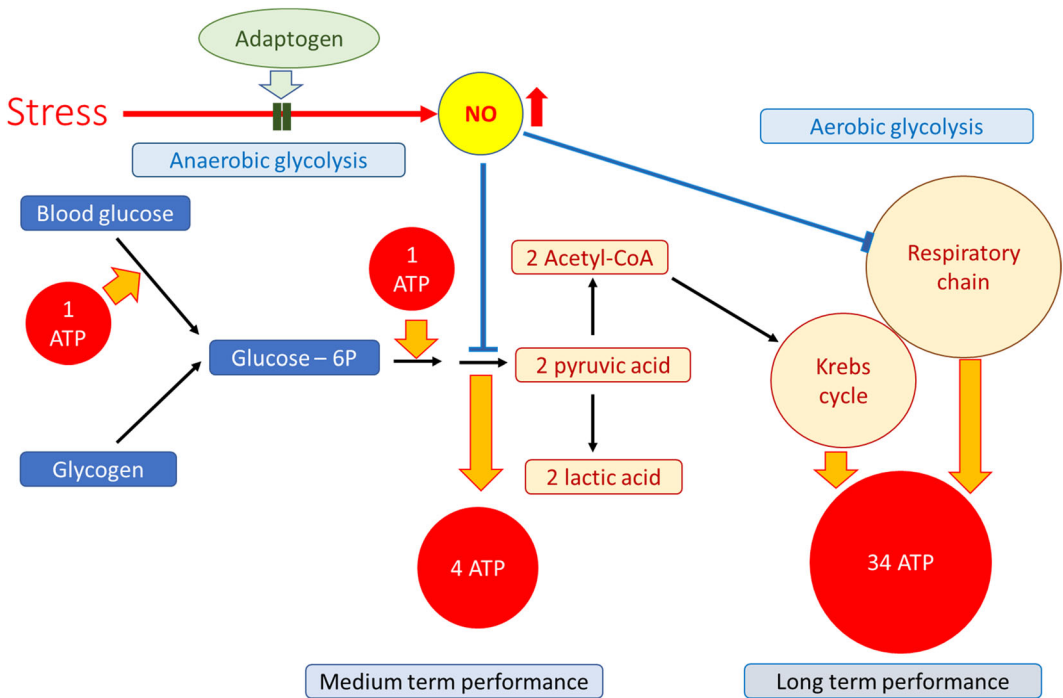 Adaptogen
Stress
NO
Aerobic glycolysis
Anaerobic glycolysis
Blood glucose
1
ATP
1
ATP
2 Acetyl-CoA
Respiratory
chain
Glucose – 6P
2 pyruvic acid
Krebs
cycle
Glycogen
2 lactic acid
4 ATP
34 ATP
Medium term performance
Long term performance